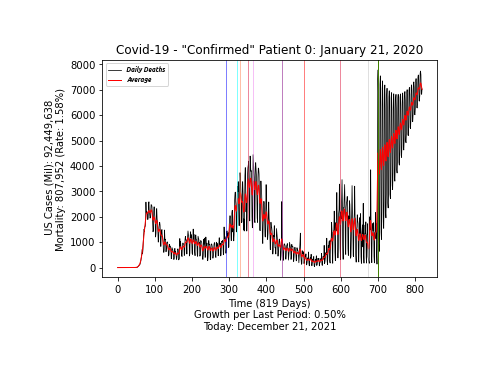 Covid-19 - "Confirmed" Patient 0: January 21, 2020
Daily Deaths
Average
8000
7000
6000
5000
4000
3000
2000
1000
0
US Cases (Mil): 92,449,638
Mortality: 807,952 (Rate: 1.58%)
0 100 200 300 400 500 600 700 800
Time (819 Days)
Growth per Last Period: 0.50%
Today: December 21, 2021